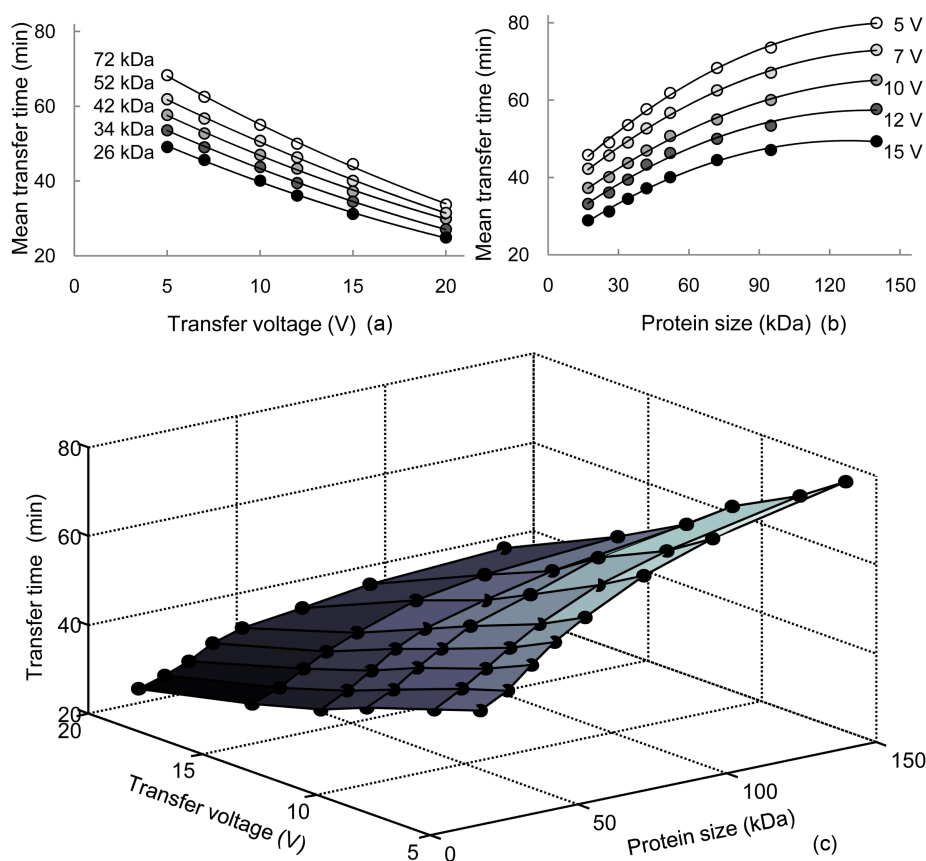 Mean transfer time (min)
80
60
40
20
72 kDa
52 kDa
42 kDa
34 kDa
26 kDa
0
5
10
15
20
Transfer voltage (V) (a)
Mean transfer time (min)
80
60
40
20
5 V
7 V
10 V
12 V
15 V
0
30
60
90
120
150
Protein size (kDa) (b)
Transfer time (min)
80
60
40
20
20
15
10
5
Transfer voltage (V)
0
50
100
150
Protein size (kDa)
(c)